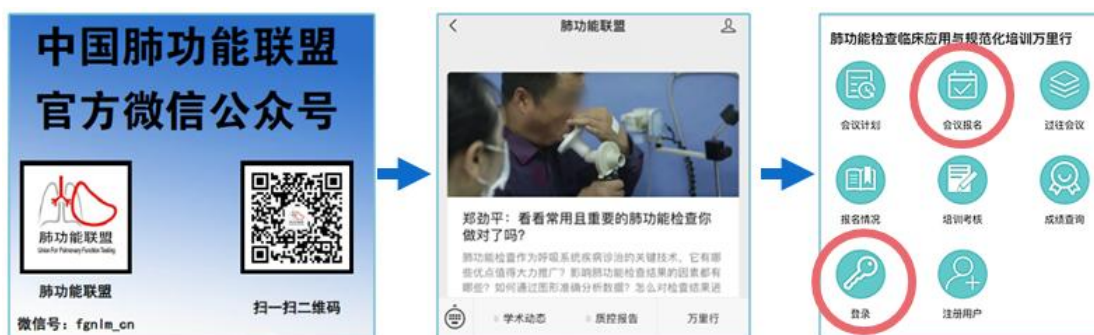 中国肺功能联盟
官方微信公众号
肺功能联盟
Union For Pulmonary Function Testing
肺功能联盟
微信号：fgnlm_cn
扫一扫二维码
肺功能联盟
郑劲平：看看常用且重要的肺功能检查你
做对了吗？
肺功能检查作为呼吸系统疾病诊治的关键技术，它有哪
些优点值得大力推广？影响肺功能检查结果的因素都有
哪些？如何通过图形准确分析数据？怎么对检查结果进
学术动态
质控报告
万里行
肺功能检查临床应用与规范化培训万里行
会议计划
会议报名
过往会议
报名情况
培训考核
成绩查询
登录
注册用户